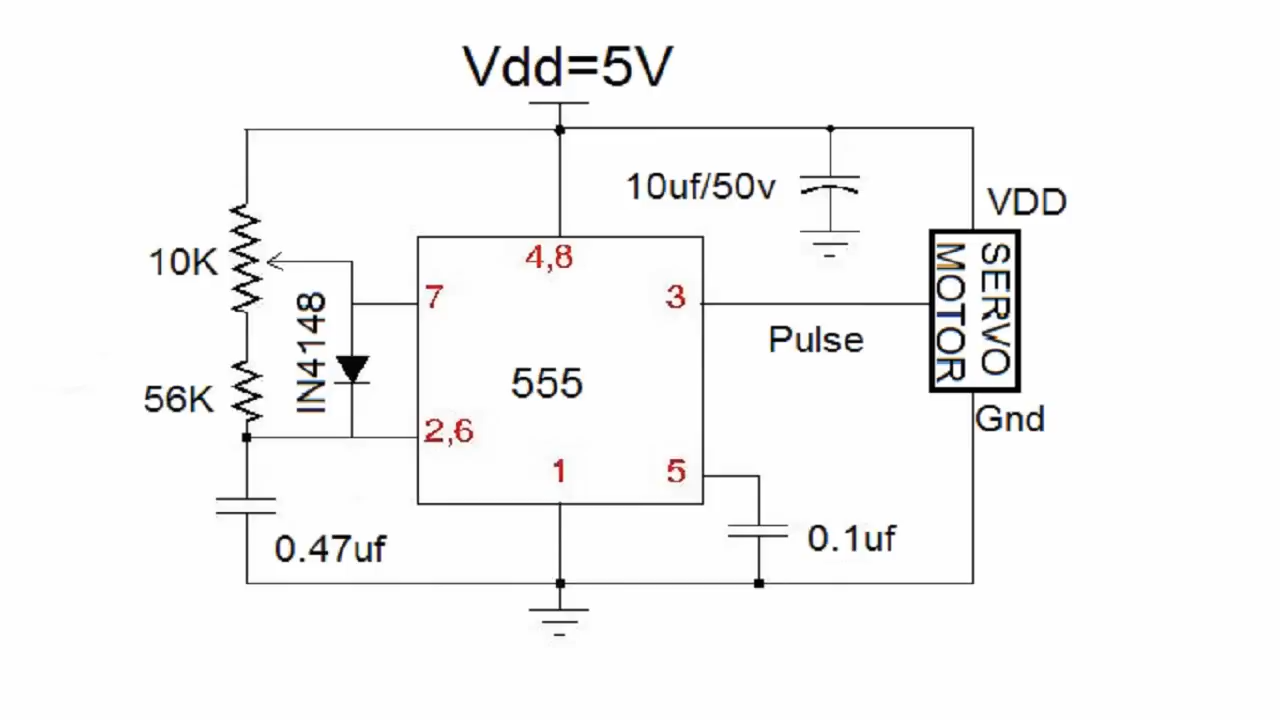 Vdd=5V
10uf/50v
VDD
4,8
10K
7
3
SERVO
MOTOR
IN4148
Pulse
555
56K
2,6
Gnd
1
5
0.47uf
0.1uf